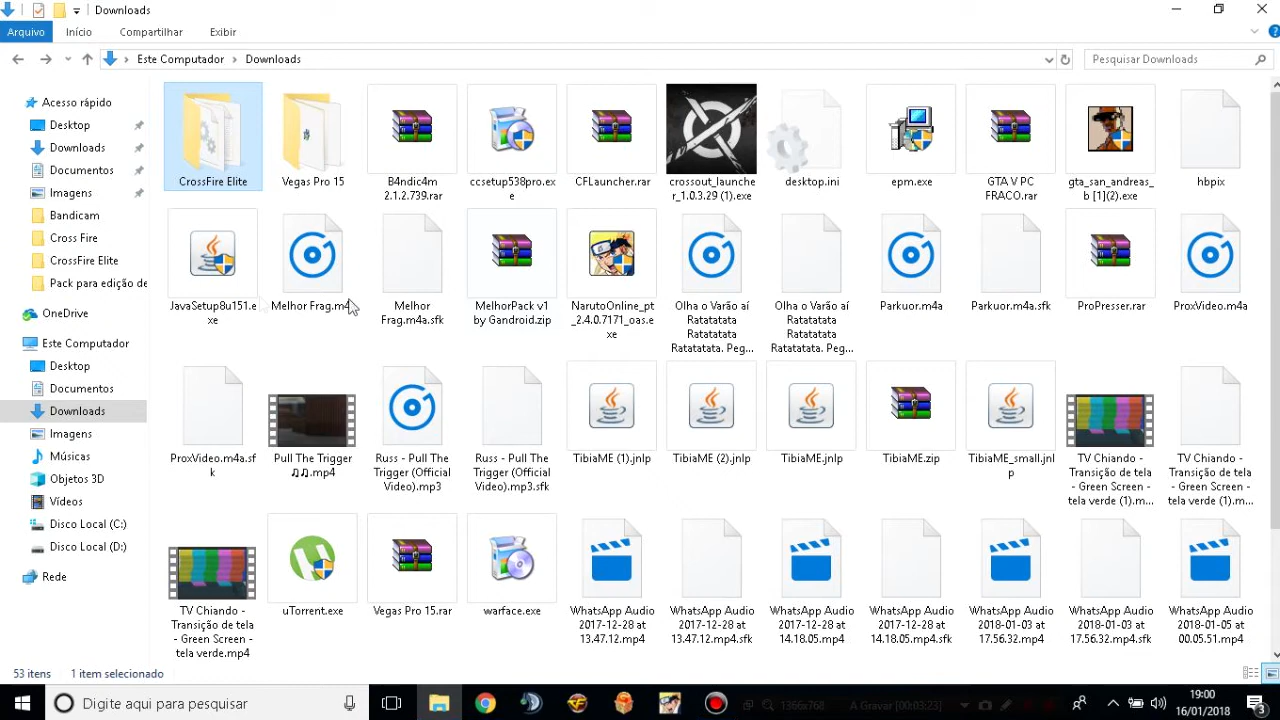 Downloads
Arquivo Início Compartilhar Exibir
Este Computador › Downloads
Pesquisar Downloads
Acesso rápido
Desktop
Downloads
Documentos
Imagens
Bandicam
Cross Fire
CrossFire Elite
Pack para edição de
OneDrive
Este Computador
Desktop
Documentos
Downloads
Imagens
Músicas
Objetos 3D
Vídeos
Disco Local (C:)
Disco Local (D:)
Rede
CrossFire Elite
Vegas Pro 15
B4ndic4m
2.1.2.739.rar
ccsetup538pro.ex
e
CFLauncher.rar
crossout_launche
r_1.0.3.29 (1).exe
desktop.ini
epm.exe
GTA V PC
FRACO.rar
gta_san_andreas_
b [1](2).exe
hbpix
JavaSetup8u151.e
xe
Melhor Frag.m4a
Melhor
Frag.m4a.sfk
MelhorPack v1
by Gandroid.zip
NarutoOnline_pt
_2.4.0.7171_oas.e
xe
Olha o Varão aí
Ratatatata
Ratatatata
Ratatatata. Peg...
Olha o Varão aí
Ratatatata
Ratatatata
Ratatatata. Peg...
Parkuor.m4a
Parkuor.m4a.sfk
ProPresser.rar
ProxVideo.m4a
ProxVideo.m4a.sf
k
Pull The Trigger
♫♫.mp4
Russ - Pull The
Trigger (Official
Video).mp3
Russ - Pull The
Trigger (Official
Video).mp3.sfk
TibiaME (1).jnlp
TibiaME (2).jnlp
TibiaME.jnlp
TibiaME.zip
TibiaME_small.jnl
p
TV Chiando -
Transição de tela
- Green Screen -
tela verde (1).m...
TV Chiando -
Transição de tela
- Green Screen -
tela verde (1).m...
TV Chiando -
Transição de tela
- Green Screen -
tela verde.mp4
uTorrent.exe
Vegas Pro 15.rar
warface.exe
WhatsApp Audio
2017-12-28 at
13.47.12.mp4
WhatsApp Audio
2017-12-28 at
13.47.12.mp4.sfk
WhatsApp Audio
2017-12-28 at
14.18.05.mp4
WhatsApp Audio
2017-12-28 at
14.18.05.mp4.sfk
WhatsApp Audio
2018-01-03 at
17.56.32.mp4
WhatsApp Audio
2018-01-03 at
17.56.32.mp4.sfk
WhatsApp Audio
2018-01-05 at
00.05.51.mp4
53 itens 1 item selecionado
Digite aqui para pesquisar
1366x768 A Gravar [00:03:23]
19:00
16/01/2018
3